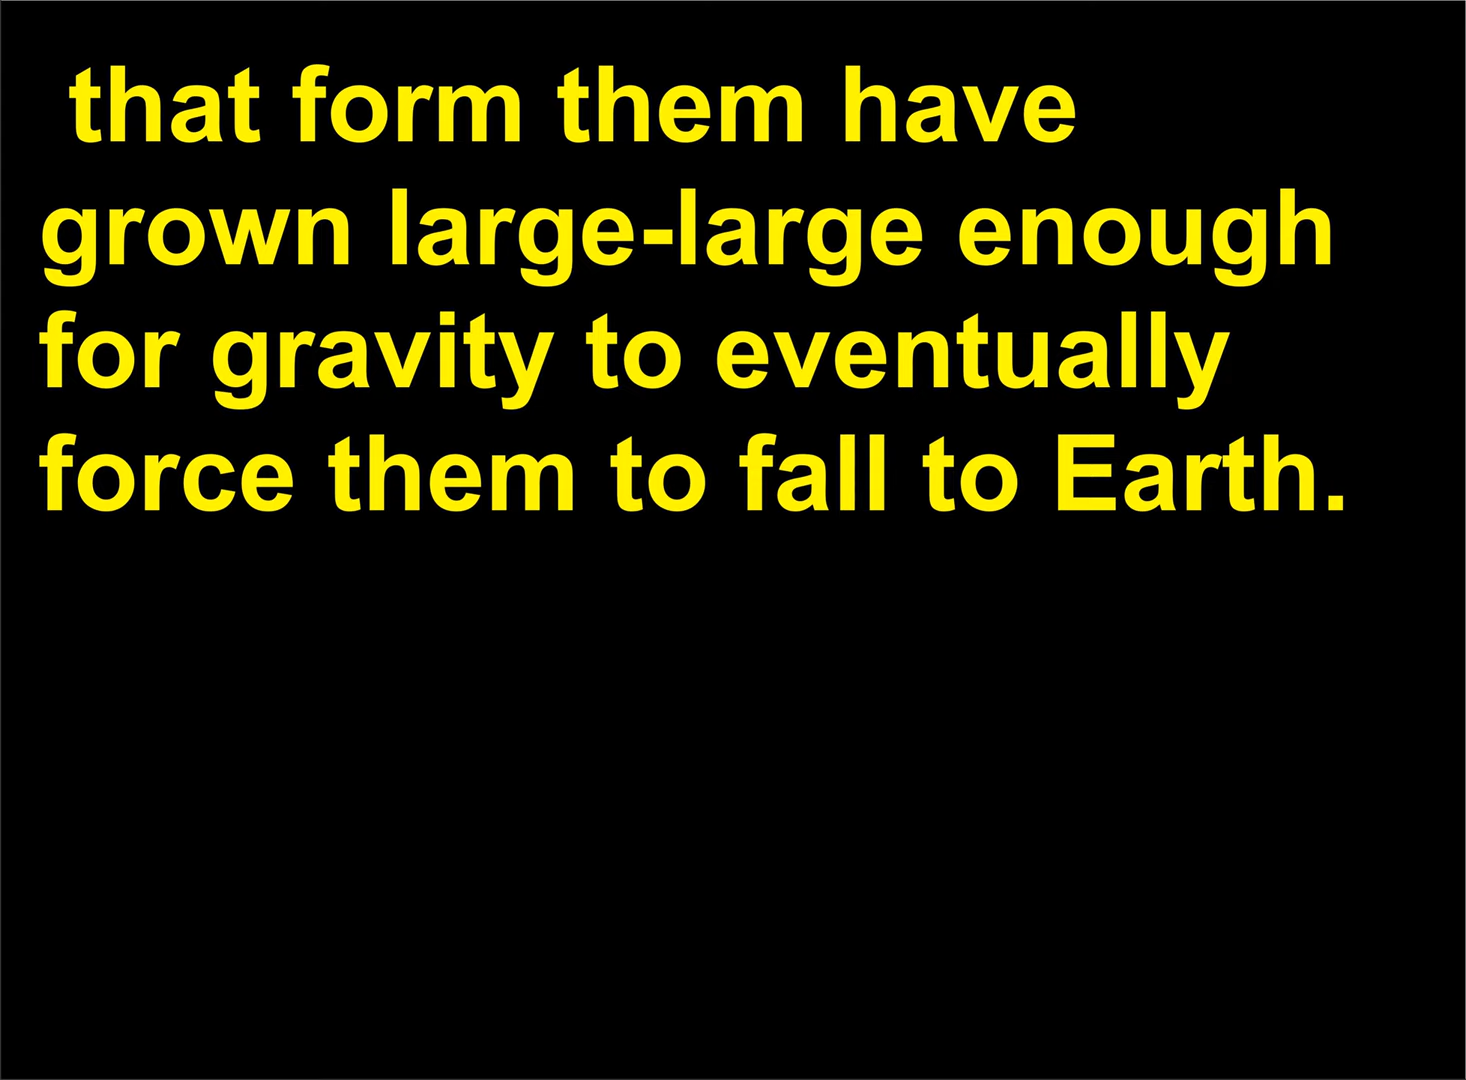 that form them have
grown large-large enough
for gravity to eventually
force them to fall to Earth.